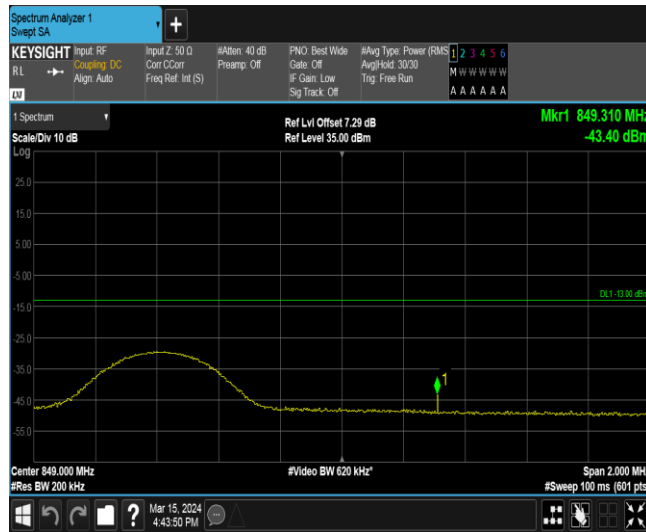 Spectrum Analyzer 1
Swept SA
+
KEYSIGHT
RL
LXI
Input: RF
Coupling: DC
Align: Auto
Input Z: 50 Ω
Corr CCorr
Freq Ref: Int (S)
#Atten: 40 dB
Preamp: Off
PNO: Best Wide
Gate: Off
IF Gain: Low
Sig Track: Off
#Avg Type: Power (RMS
Avg|Hold: 30/30
Trig: Free Run
1 2 3 4 5 6
M W W W W W
A A A A A A
1 Spectrum
Scale/Div 10 dB
Log
Ref Lvl Offset 7.29 dB
Ref Level 35.00 dBm
Mkr1 849.310 MHz
-43.40 dBm
25.0
15.0
5.00
-5.00
DL1 -13.00 dBm
-15.0
-25.0
-35.0
1
-45.0
-55.0
Center 849.000 MHz
#Res BW 200 kHz
#Video BW 620 kHz*
Span 2.000 MHz
#Sweep 100 ms (601 pts)
?
Mar 15, 2024
4:43:50 PM